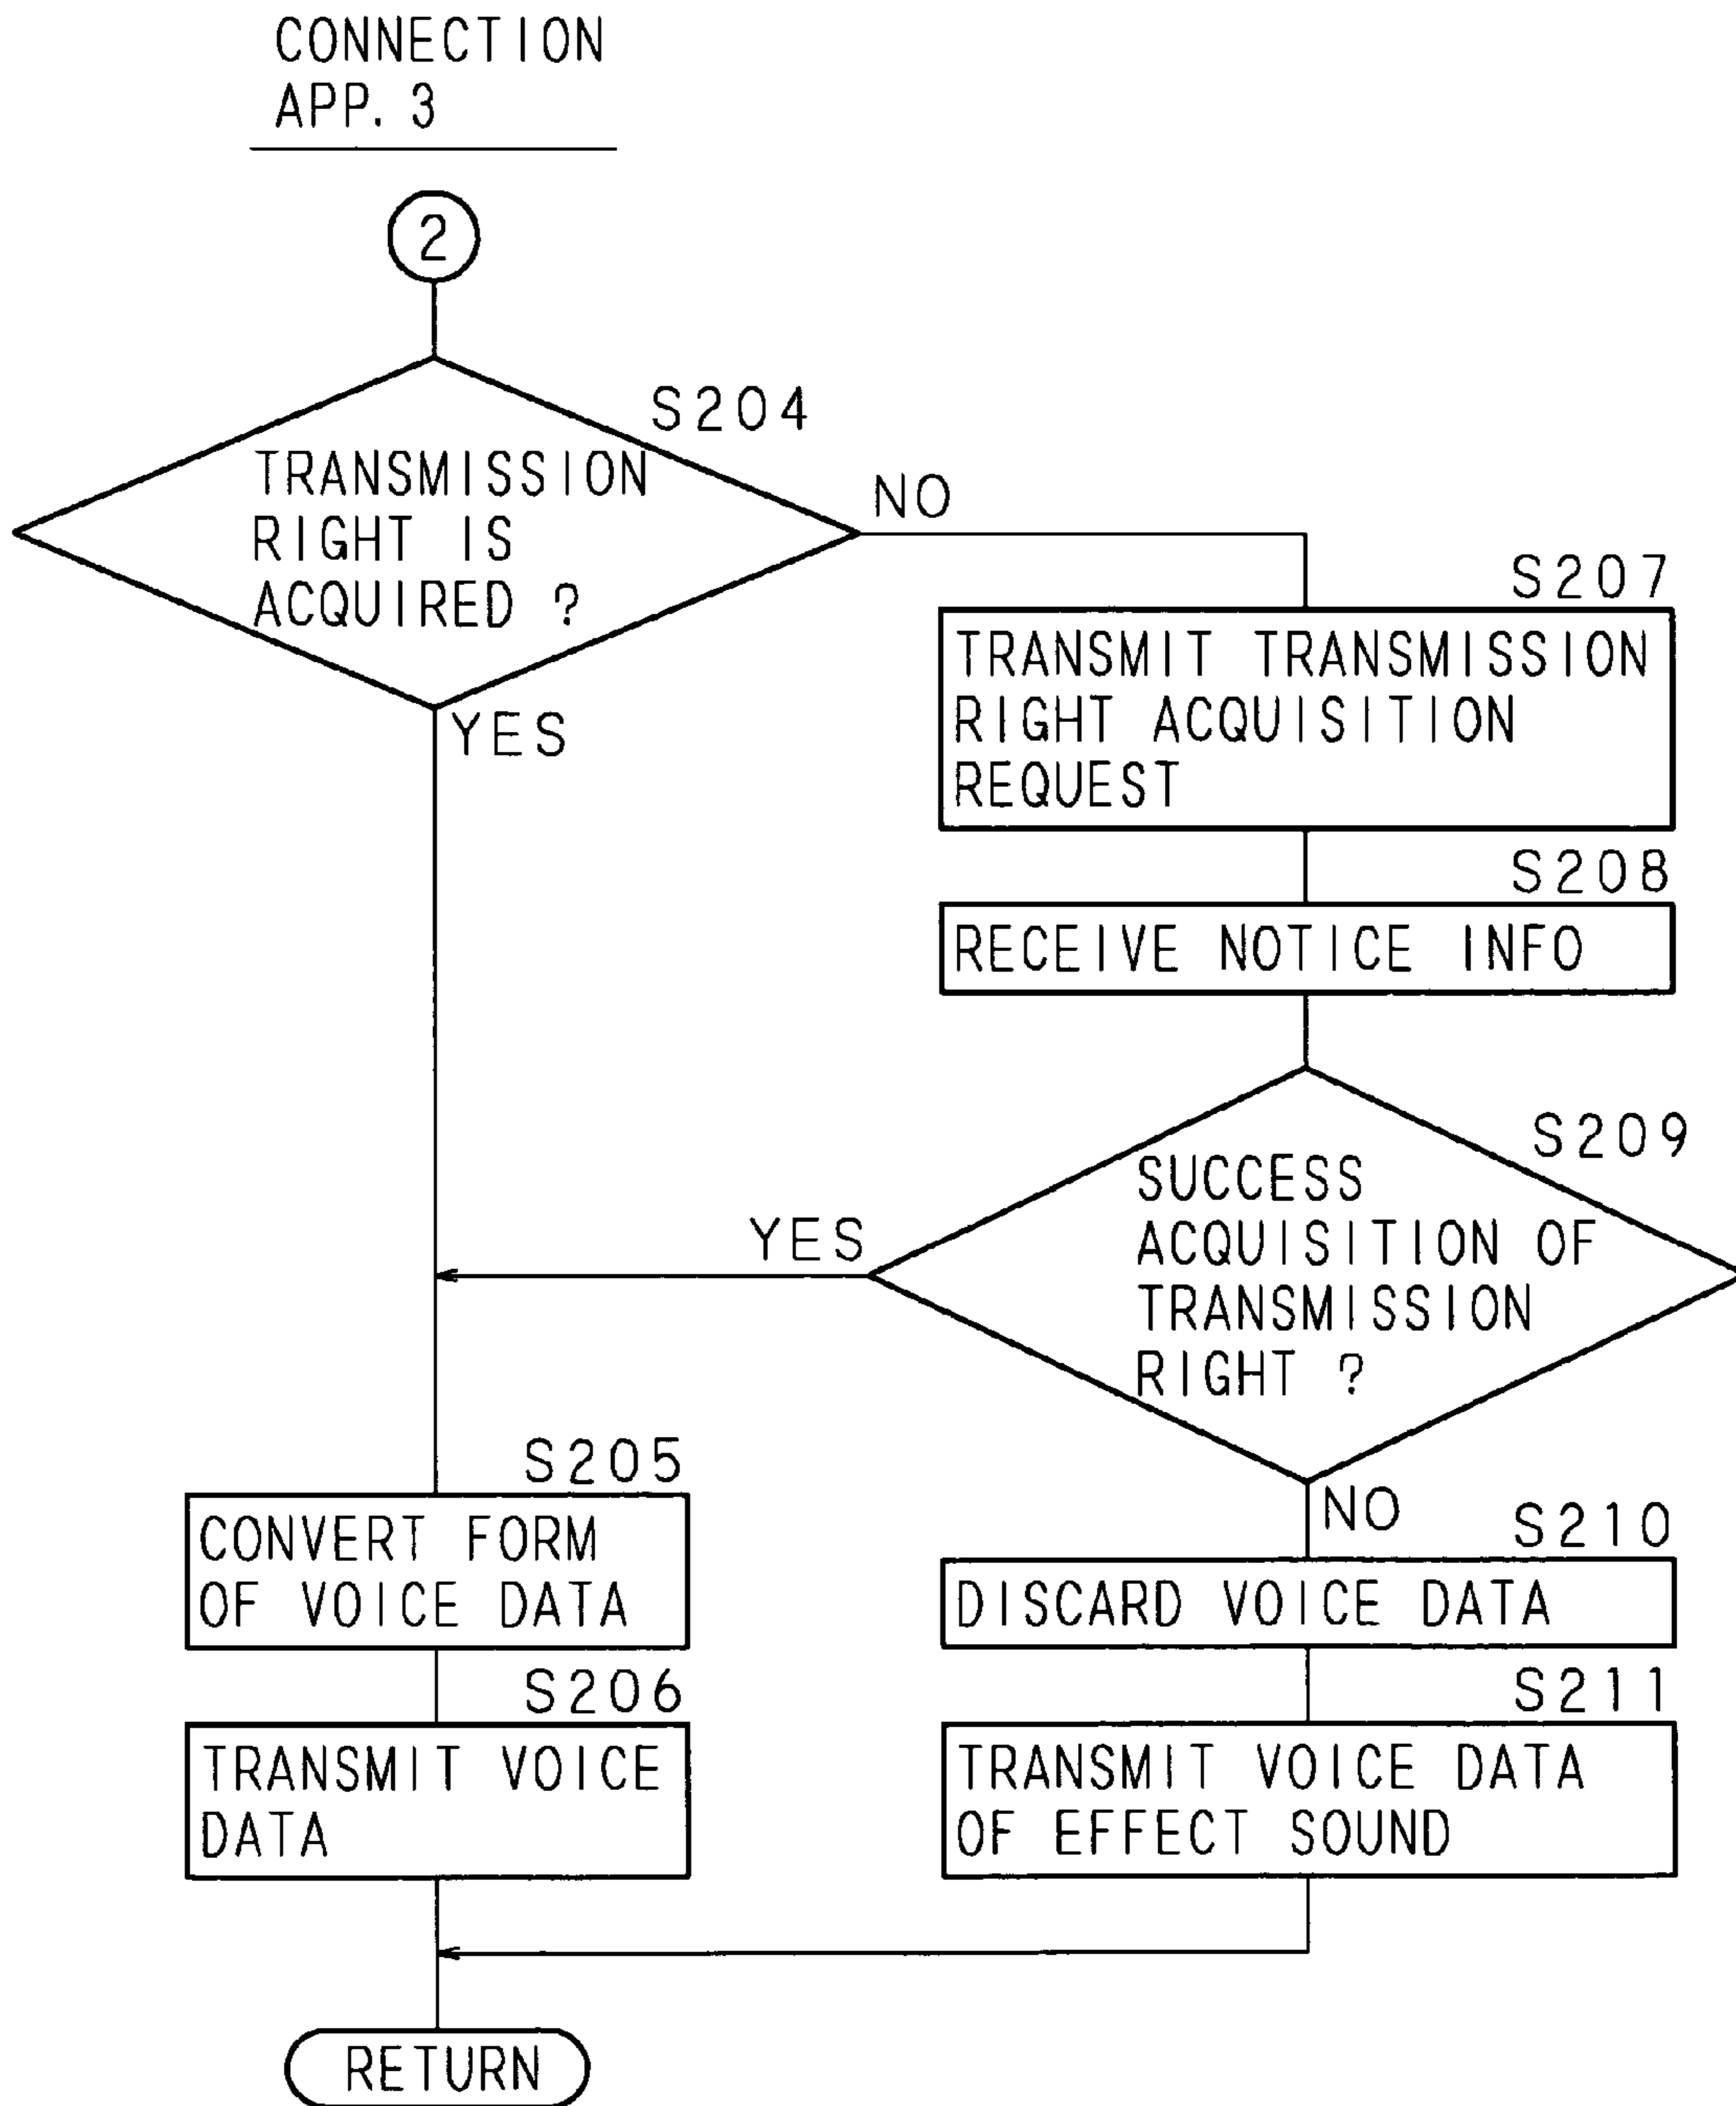 CONNECTION
APP. 3
2
S204
TRANSMISSION
RIGHT IS
ACQUIRED ?
NO
YES
S207
TRANSMIT TRANSMISSION
RIGHT ACQUISITION
REQUEST
S208
RECEIVE NOTICE INFO
S209
SUCCESS
ACQUISITION OF
TRANSMISSION
RIGHT ?
YES
NO
S205
CONVERT FORM
OF VOICE DATA
S206
TRANSMIT VOICE
DATA
S210
DISCARD VOICE DATA
S211
TRANSMIT VOICE DATA
OF EFFECT SOUND
RETURN